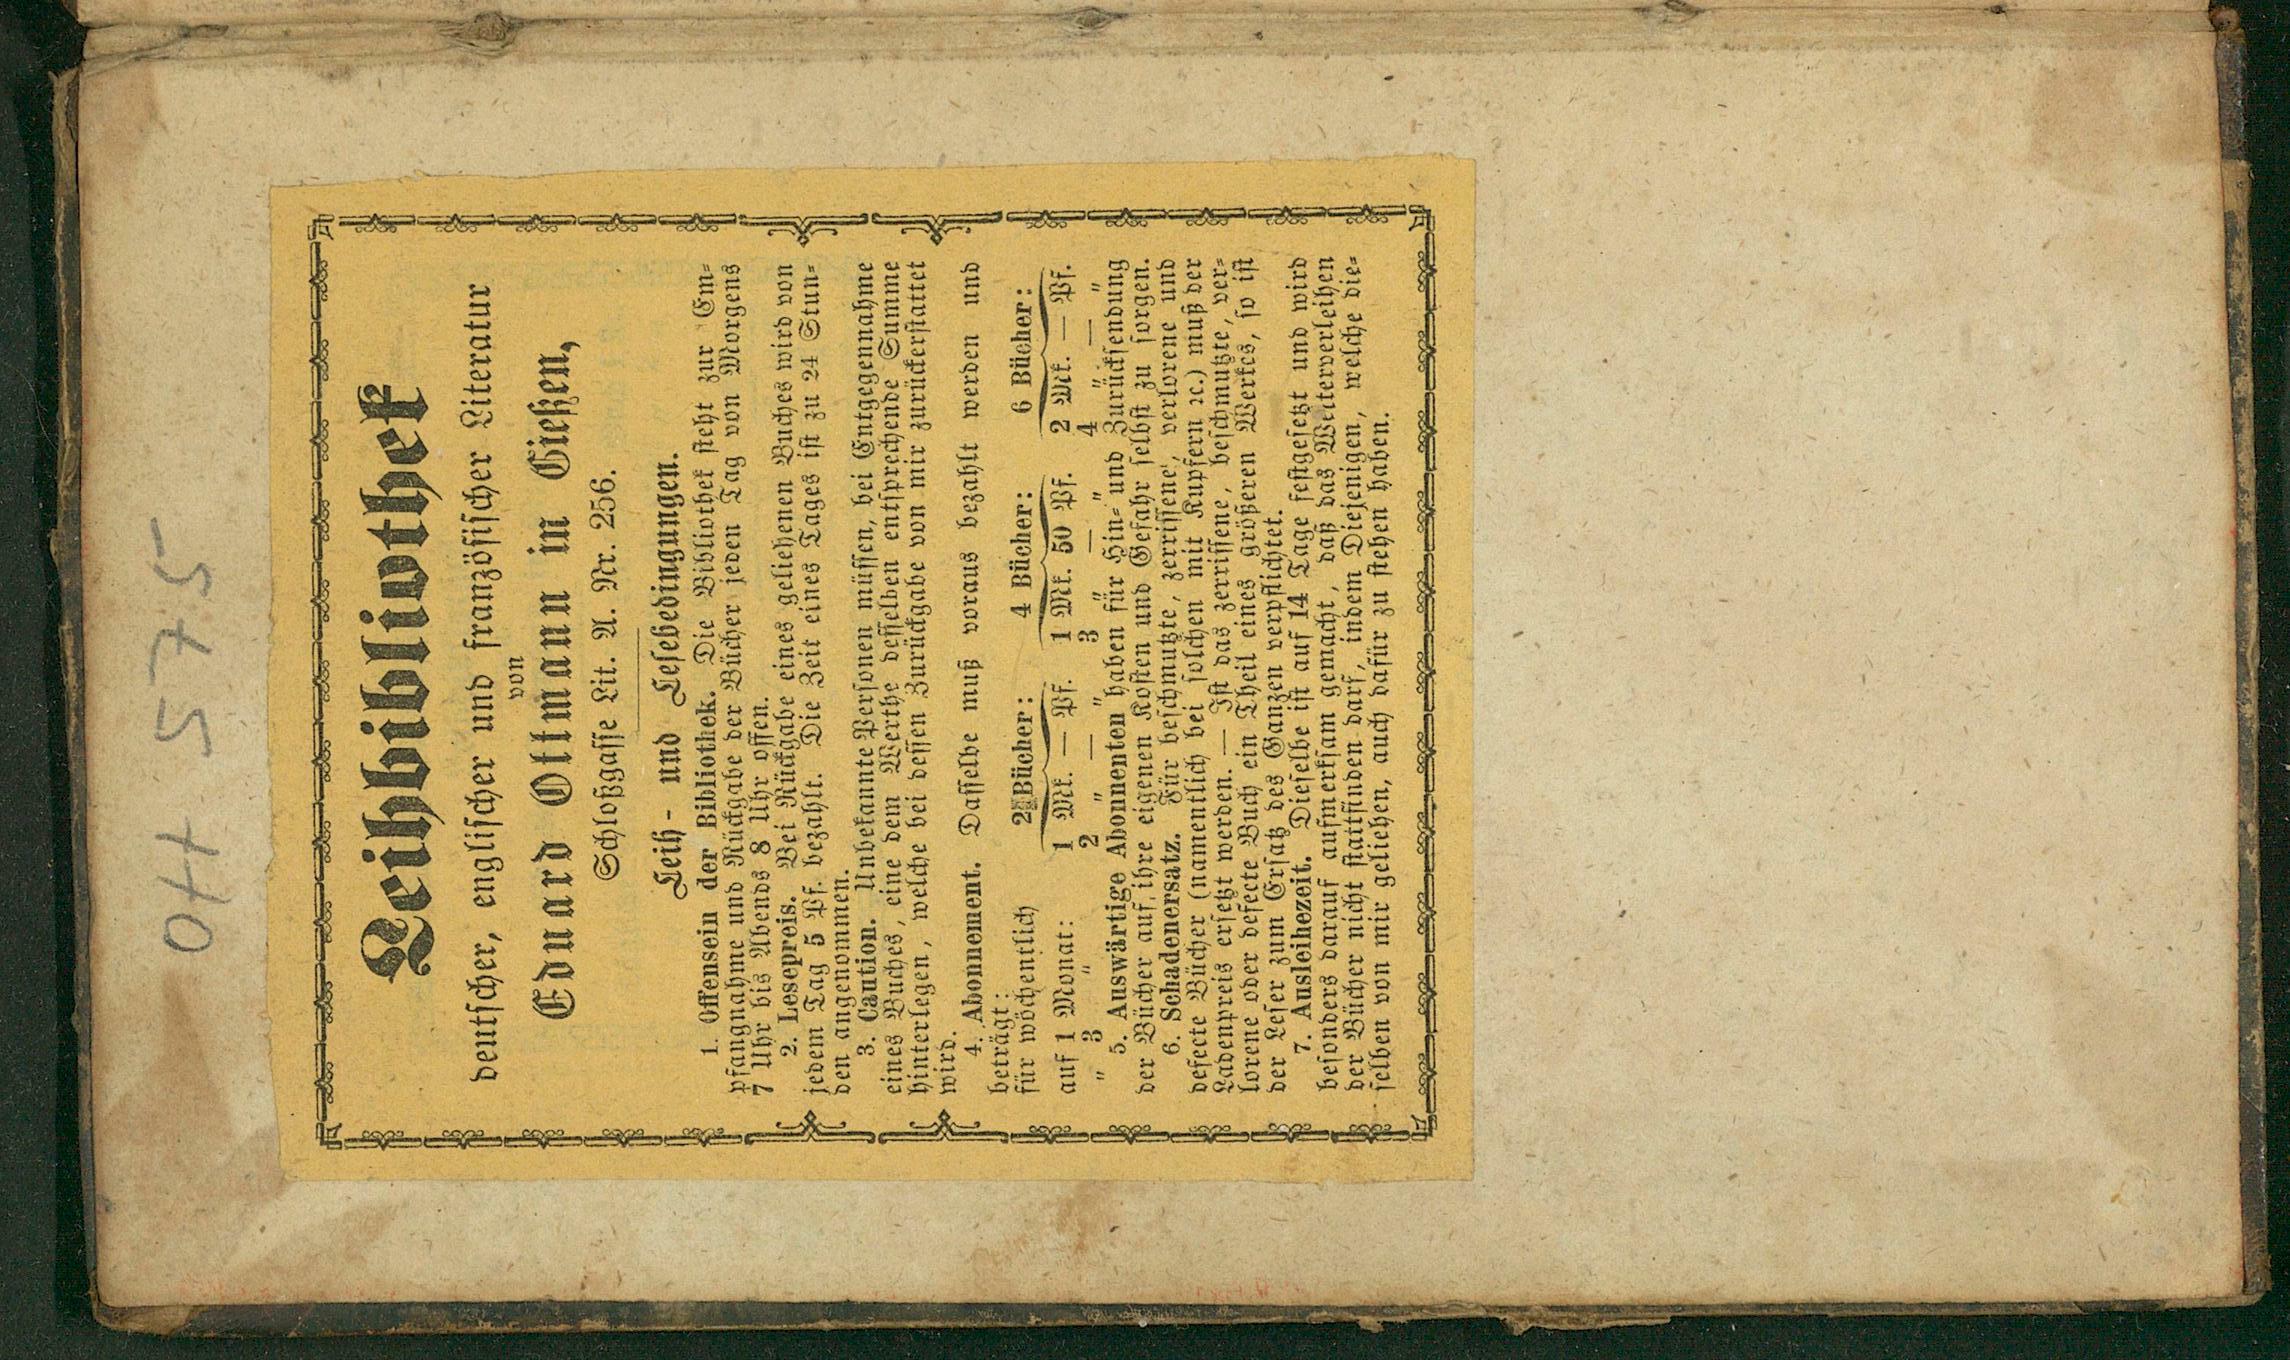 Leihbibliothek
deutscher, englischer und französischer Literatur
von
Eduard Ottmann in Gießen,
Schloßgasse Lit. A. Nr. 256.
Leih- und Lesebedingungen.
1. Offensein der Bibliothek. Die Bibliothek steht zur Em-
pfangnahme und Rückgabe der Bücher jeden Tag von Morgens
7 Uhr bis Abends 8 Uhr offen.
2. Lesepreis. Bei Rückgabe eines geliehenen Buches wird von
jedem Tag 5 Pf. bezahlt. Die Zeit eines Tages ist zu 24 Stun-
den angenommen.
3. Caution. Unbekannte Personen müssen, bei Entgegennahme
eines Buches, eine dem Werthe desselben entsprechende Summe
hinterlegen, welche bei dessen Zurückgabe von mir zurückerstattet
wird.
4. Abonnement. Dasselbe muß voraus bezahlt werden und
beträgt:
für wöchentlich 2 Bücher: 4 Bücher: 6 Bücher:
auf 1 Monat: 1 Mk. — Pf. 1 Mk. 50 Pf. 2 Mk. — Pf.
" 3 " 2 " — " 3 " — " 4 " — "
5. Auswärtige Abonnenten haben für Hin- und Zurücksendung
der Bücher auf ihre eigenen Kosten und Gefahr selbst zu sorgen.
6. Schadenersatz. Für beschmutzte, zerrissene, verlorene und
defecte Bücher (namentlich bei solchen mit Kupfern ꝛc.) muß der
Ladenpreis ersetzt werden. — Ist das zerrissene, beschmutzte, ver-
lorene oder defecte Buch ein Theil eines größeren Werkes, so ist
der Leser zum Ersatz des Ganzen verpflichtet.
7. Ausleihezeit. Dieselbe ist auf 14 Tage festgesetzt und wird
besonders darauf aufmerksam gemacht, daß das Weiterverleihen
der Bücher nicht stattfinden darf, indem Diejenigen, welche die-
selben von mir geliehen, auch dafür zu stehen haben.